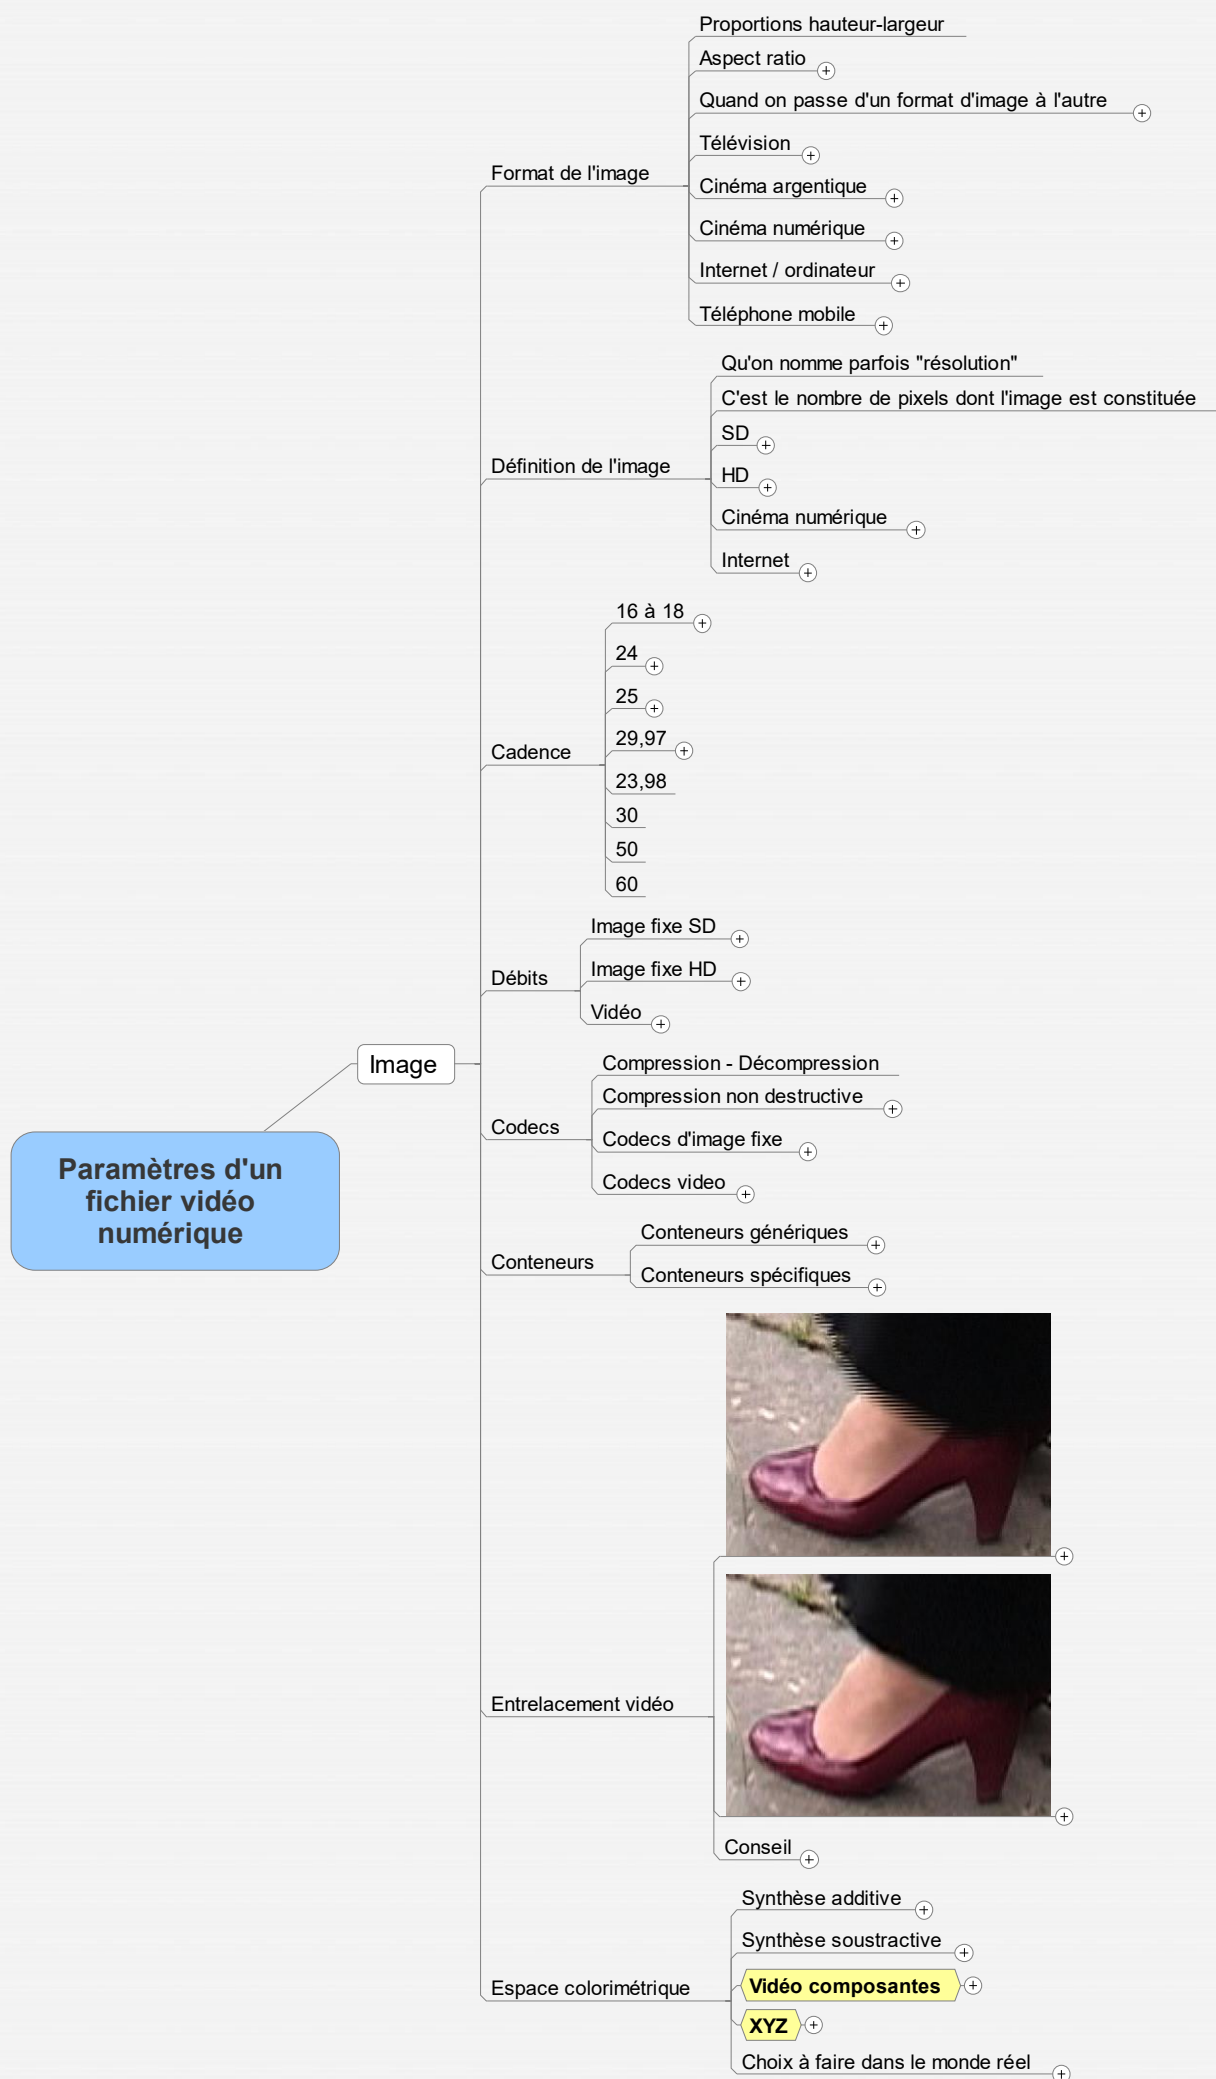 Proportions hauteur-largeur
Aspect ratio
Quand on passe d'un format d'image à l'autre
Télévision
Format de l'image
Cinéma argentique
Cinéma numérique
Internet / ordinateur
Téléphone mobile
Qu'on nomme parfois "résolution"
C'est le nombre de pixels dont l'image est constituée
SD
Définition de l'image
HD
Cinéma numérique
Internet
16 à 18
24
25
29,97
Cadence
23,98
30
50
60
Image fixe SD
Débits
Image fixe HD
Vidéo
Image
Compression - Décompression
Compression non destructive
Codecs
Codecs d'image fixe
Codecs video
Paramètres d'un
fichier vidéo
numérique
Conteneurs génériques
Conteneurs
Conteneurs spécifiques
Entrelacement vidéo
Conseil
Synthèse additive
Synthèse soustractive
Espace colorimétrique
Vidéo composantes
XYZ
Choix à faire dans le monde réel